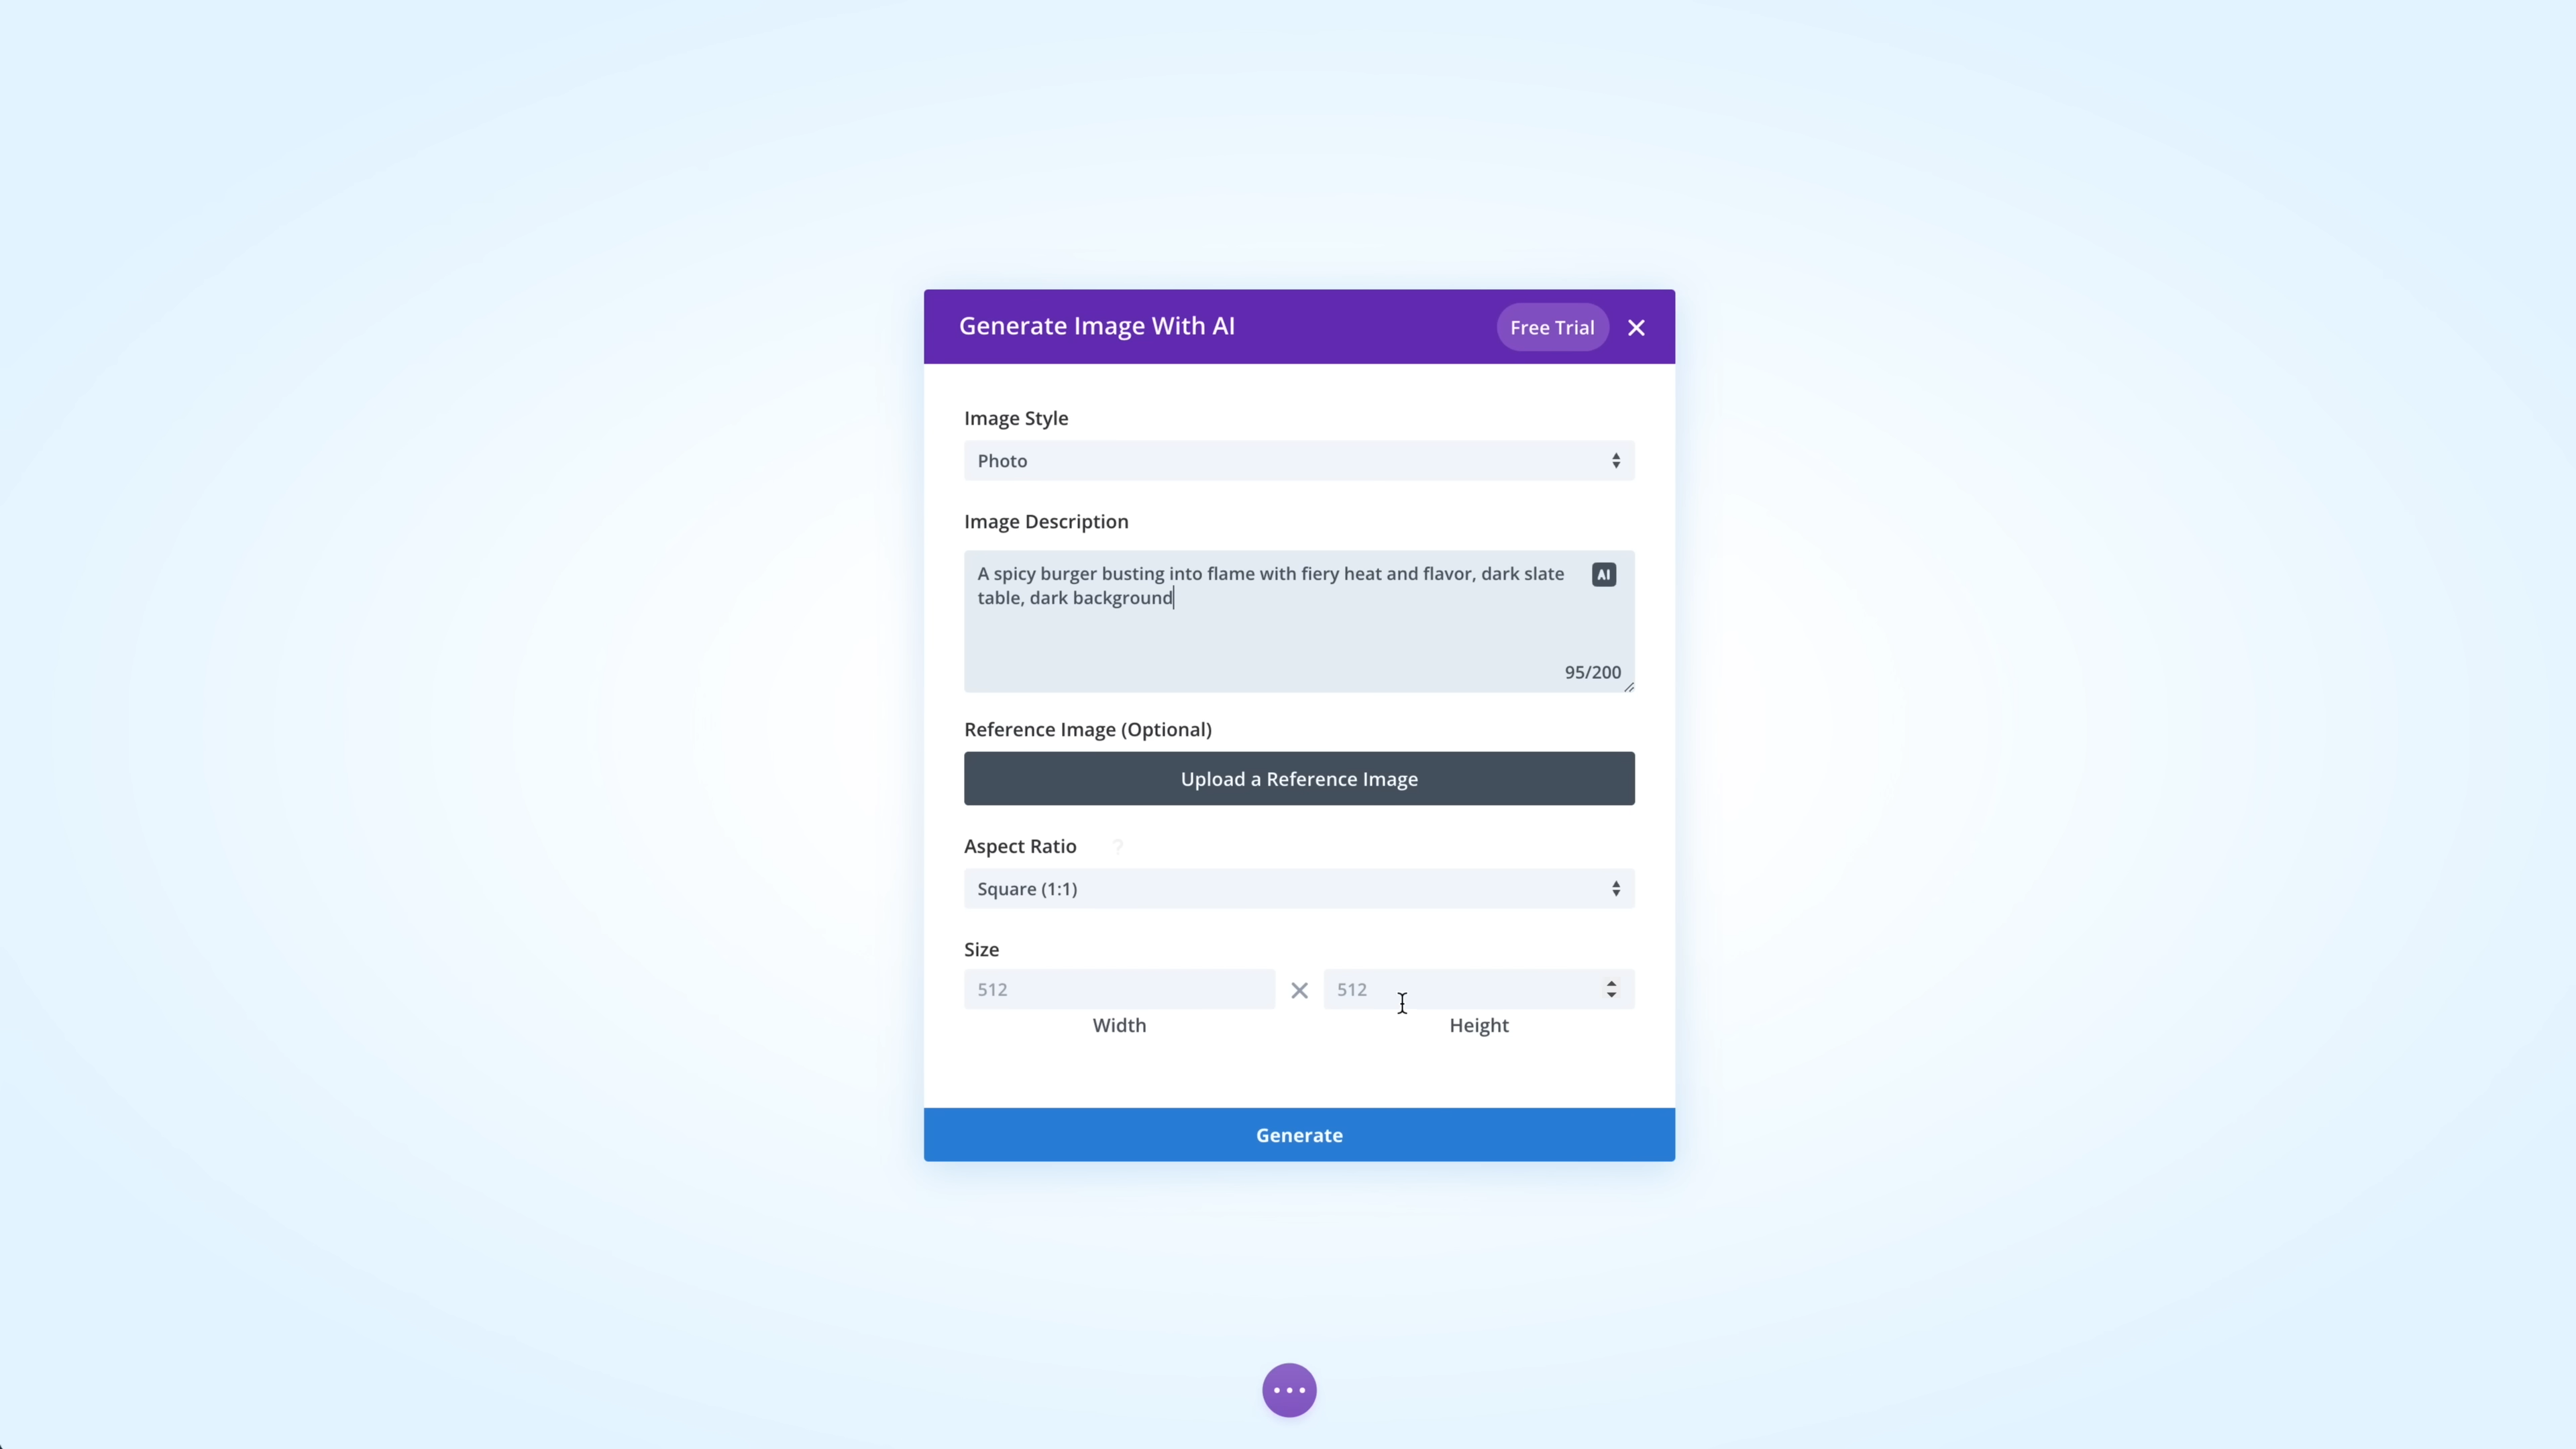 Generate Image With AI
Free Trial
Image Style
Photo
Image Description
A spicy burger busting into flame with fiery heat and flavor, dark slate
table, dark background
AI
95/200
Reference Image (Optional)
Upload a Reference Image
Aspect Ratio ?
Square (1:1)
Size
512 512
Width Height
Generate